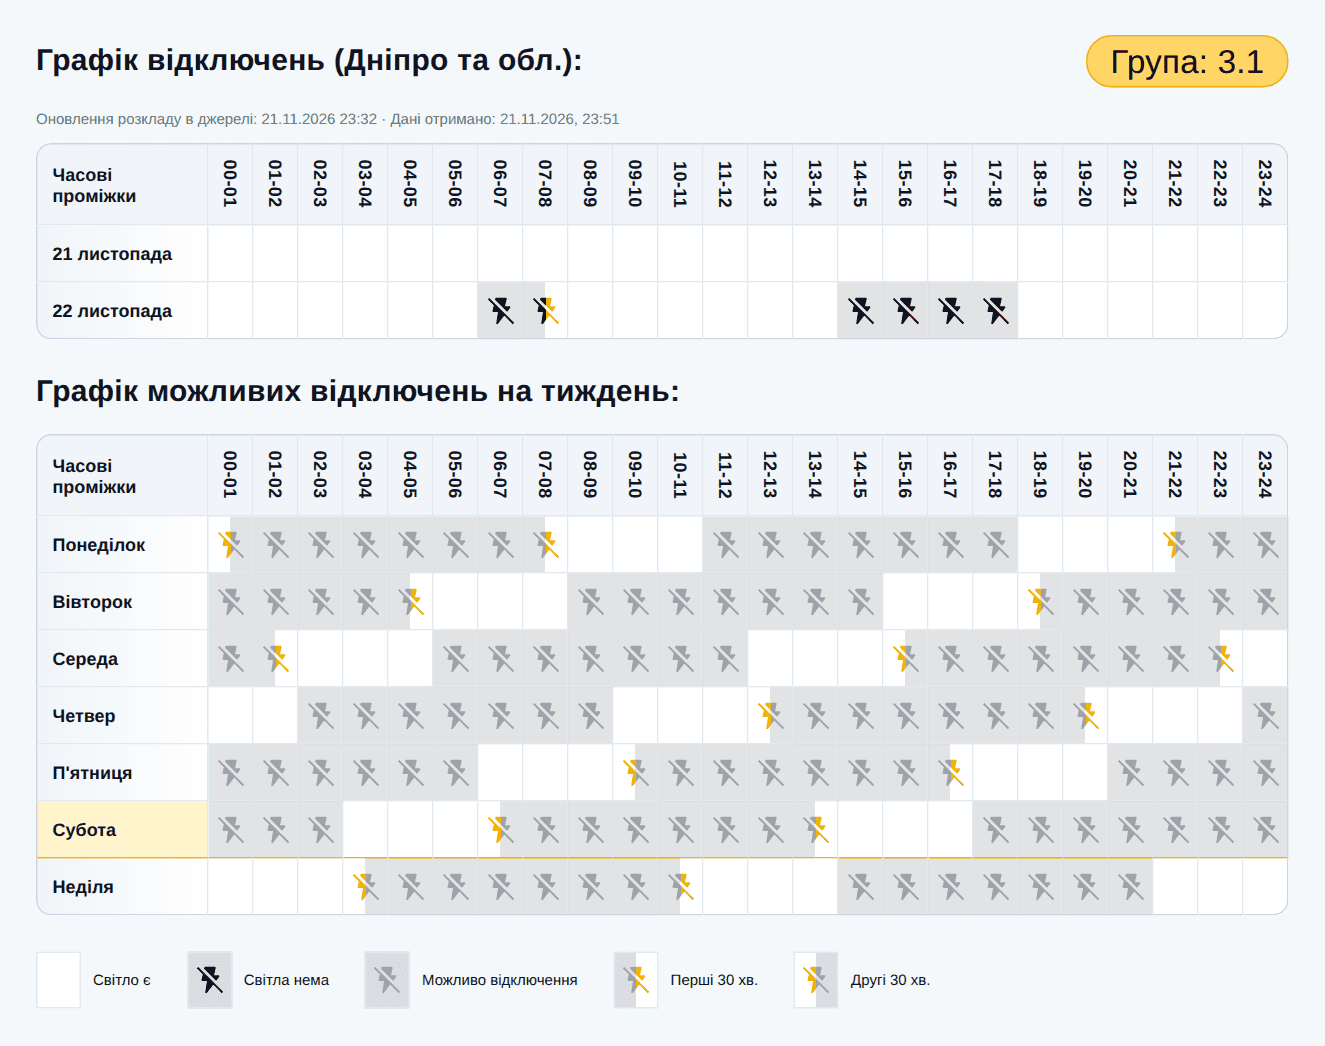 Графік відключень (Дніпро та обл.):
Група: 3.1
Оновлення розкладу в джерелі: 21.11.2026 23:32 · Дані отримано: 21.11.2026, 23:51
Часові проміжки 00-01 01-02 02-03 03-04 04-05 05-06 06-07 07-08 08-09 09-10 10-11 11-12 12-13 13-14 14-15 15-16 16-17 17-18 18-19 19-20 20-21 21-22 22-23 23-24
21 листопада
22 листопада
Графік можливих відключень на тиждень:
Часові проміжки 00-01 01-02 02-03 03-04 04-05 05-06 06-07 07-08 08-09 09-10 10-11 11-12 12-13 13-14 14-15 15-16 16-17 17-18 18-19 19-20 20-21 21-22 22-23 23-24
Понеділок
Вівторок
Середа
Четвер
П'ятниця
Субота
Неділя
Світло є Світла нема Можливо відключення Перші 30 хв. Другі 30 хв.